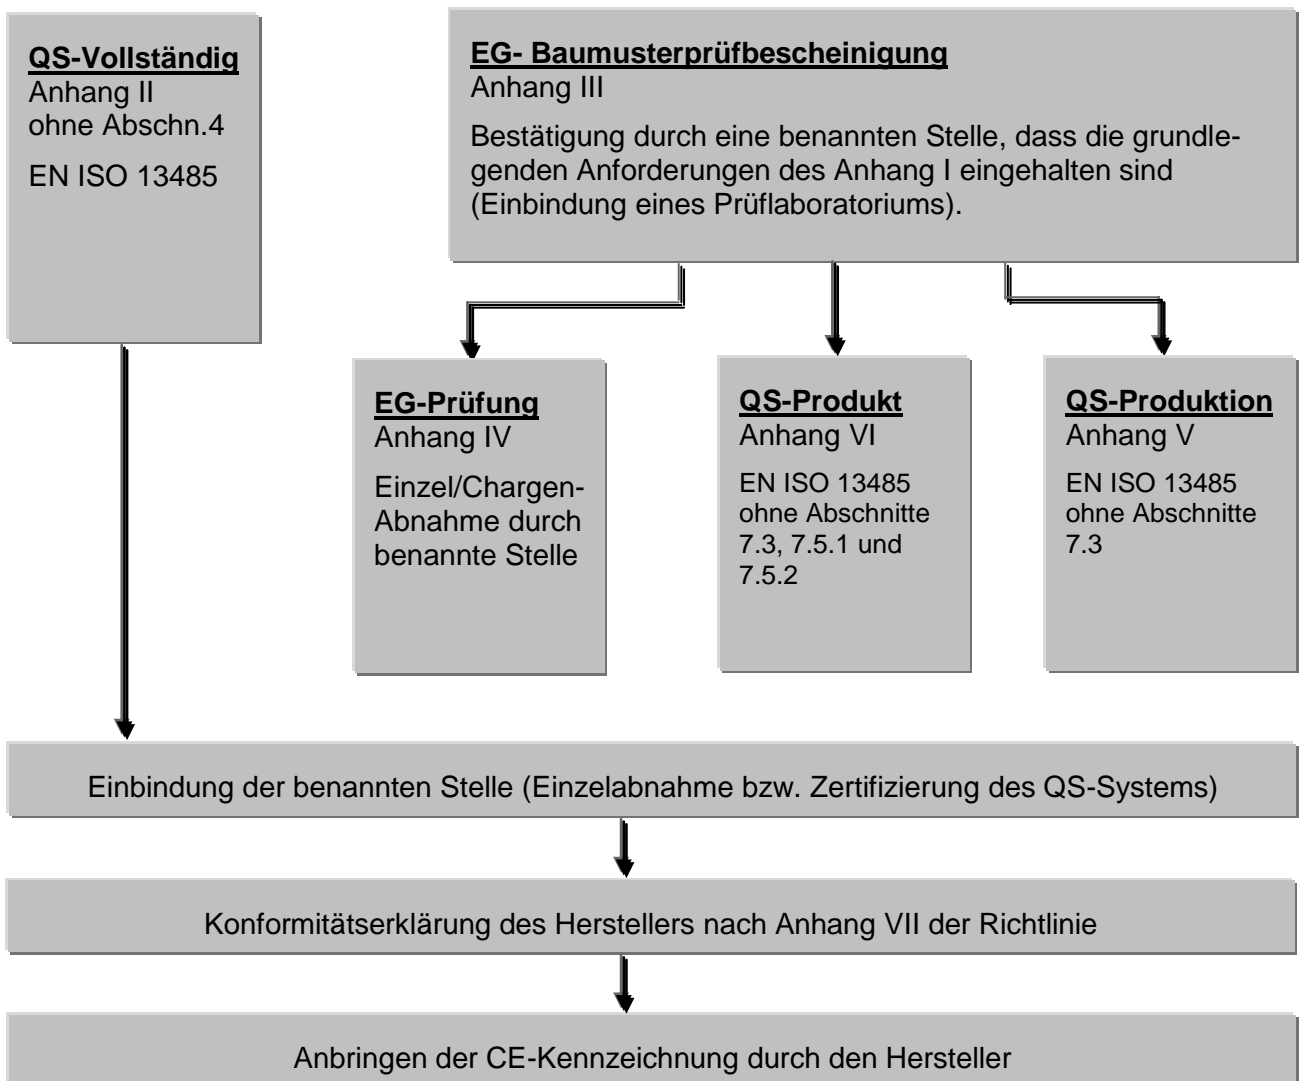 QS-Vollständig
Anhang II
ohne Abschn.4
EN ISO 13485
EG- Baumusterprüfbescheinigung
Anhang III
Bestätigung durch eine benannten Stelle, dass die grundle-
genden Anforderungen des Anhang I eingehalten sind
(Einbindung eines Prüflaboratoriums).
EG-Prüfung
Anhang IV
Einzel/Chargen-
Abnahme durch
benannte Stelle
QS-Produkt
Anhang VI
EN ISO 13485
ohne Abschnitte
7.3, 7.5.1 und
7.5.2
QS-Produktion
Anhang V
EN ISO 13485
ohne Abschnitte
7.3
Einbindung der benannten Stelle (Einzelabnahme bzw. Zertifizierung des QS-Systems)
Konformitätserklärung des Herstellers nach Anhang VII der Richtlinie
Anbringen der CE-Kennzeichnung durch den Hersteller